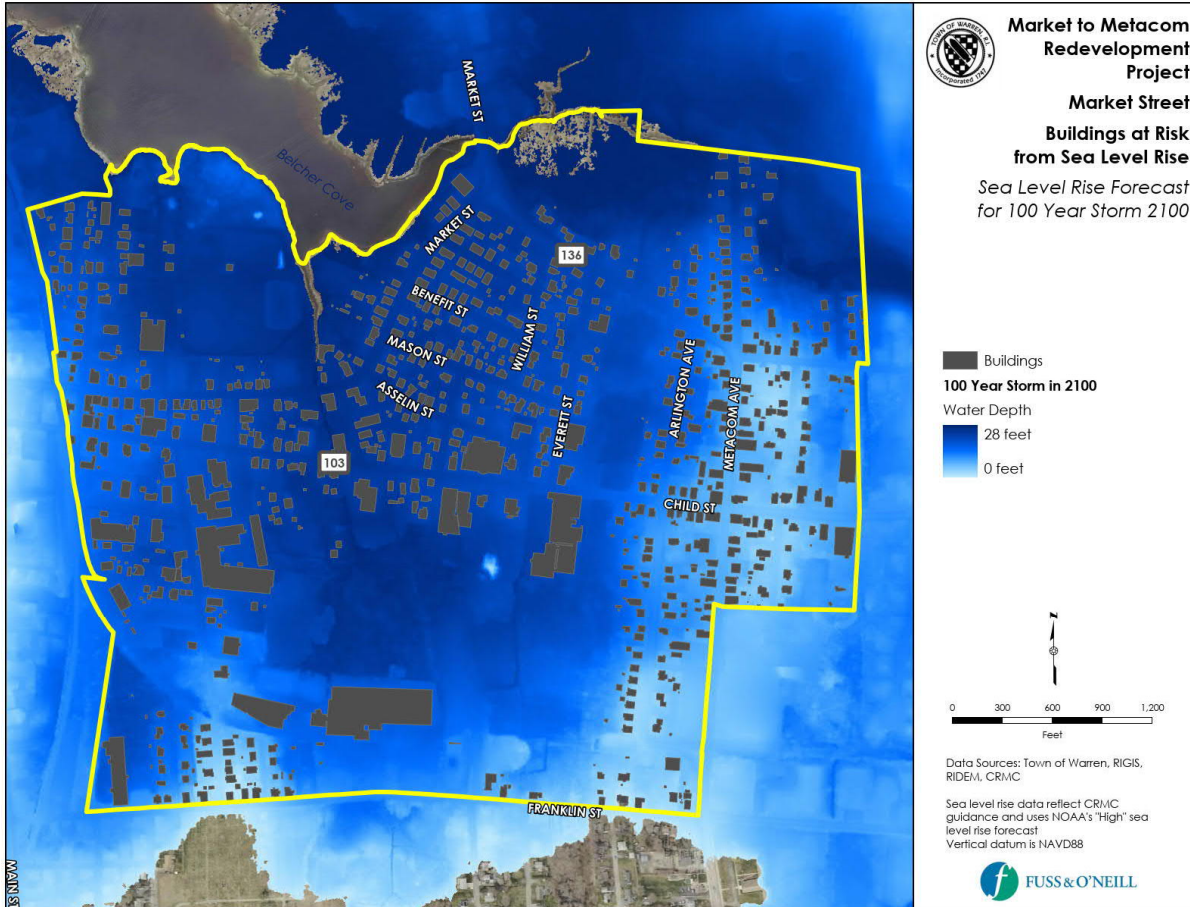 Market to Metacom
Redevelopment
Project
Market Street
Buildings at Risk
from Sea Level Rise
Sea Level Rise Forecast
for 100 Year Storm 2100
TOWN OF WARREN, R.I.
Incorporated 1747
MARKET ST
Belcher Cove
MARKET ST
136
BENEFIT ST
WILLIAM ST
MASON ST
ARLINGTON AVE
ASSELIN ST
METACOM AVE
EVERETT ST
103
CHILD ST
FRANKLIN ST
MAIN ST
Buildings
100 Year Storm in 2100
Water Depth
28 feet
0 feet
N
0 300 600 900 1,200
Feet
Data Sources: Town of Warren, RIGIS,
RIDEM, CRMC
Sea level rise data reflect CRMC
guidance and uses NOAA's "High" sea
level rise forecast
Vertical datum is NAVD88
f FUSS & O'NEILL